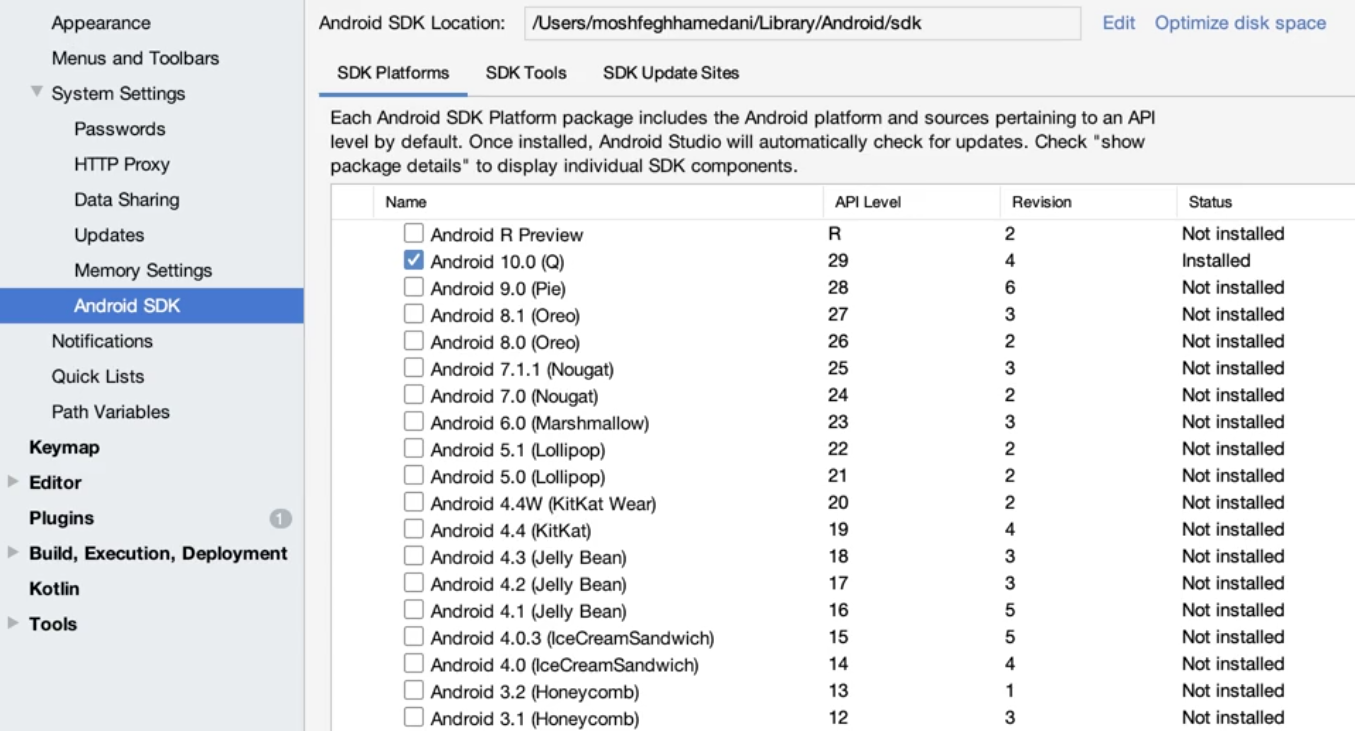 Appearance
Menus and Toolbars
System Settings
Passwords
HTTP Proxy
Data Sharing
Updates
Memory Settings
Android SDK
Notifications
Quick Lists
Path Variables
Keymap
Editor
Plugins 1
Build, Execution, Deployment
Kotlin
Tools
Android SDK Location: /Users/moshfeghhamedani/Library/Android/sdk Edit Optimize disk space
SDK Platforms SDK Tools SDK Update Sites
Each Android SDK Platform package includes the Android platform and sources pertaining to an API
level by default. Once installed, Android Studio will automatically check for updates. Check "show
package details" to display individual SDK components.
Name API Level Revision Status
Android R Preview R 2 Not installed
Android 10.0 (Q) 29 4 Installed
Android 9.0 (Pie) 28 6 Not installed
Android 8.1 (Oreo) 27 3 Not installed
Android 8.0 (Oreo) 26 2 Not installed
Android 7.1.1 (Nougat) 25 3 Not installed
Android 7.0 (Nougat) 24 2 Not installed
Android 6.0 (Marshmallow) 23 3 Not installed
Android 5.1 (Lollipop) 22 2 Not installed
Android 5.0 (Lollipop) 21 2 Not installed
Android 4.4W (KitKat Wear) 20 2 Not installed
Android 4.4 (KitKat) 19 4 Not installed
Android 4.3 (Jelly Bean) 18 3 Not installed
Android 4.2 (Jelly Bean) 17 3 Not installed
Android 4.1 (Jelly Bean) 16 5 Not installed
Android 4.0.3 (IceCreamSandwich) 15 5 Not installed
Android 4.0 (IceCreamSandwich) 14 4 Not installed
Android 3.2 (Honeycomb) 13 1 Not installed
Android 3.1 (Honeycomb) 12 3 Not installed